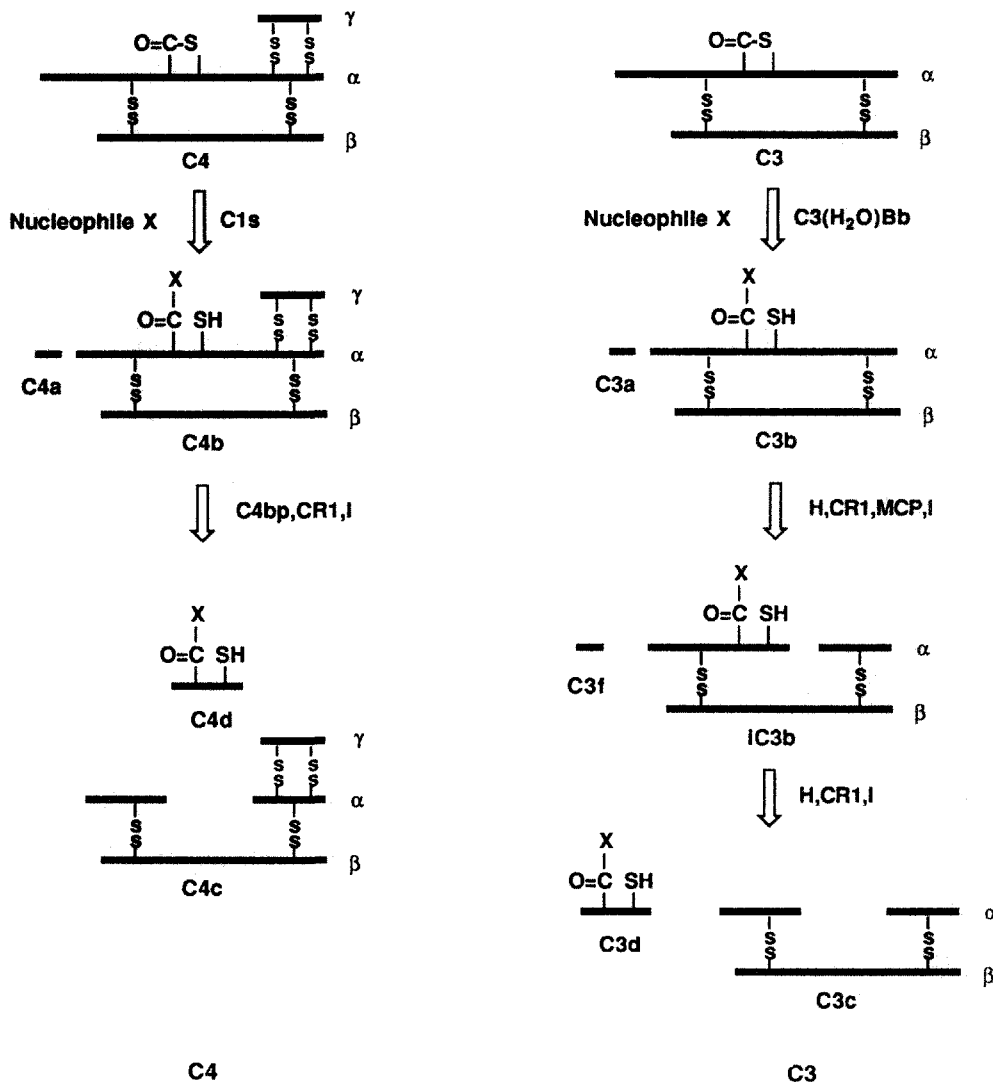 γ
O=C-S
S S
S S
α
S S
S S
β
C4
Nucleophile X
C1s
X
γ
O=C SH
S S
S S
α
C4a
S S
S S
β
C4b
C4bp,CR1,I
X
O=C SH
C4d
γ
S S
S S
α
S S
S S
β
C4c
C4
O=C-S
α
S S
S S
β
C3
Nucleophile X
C3(H₂O)Bb
X
O=C SH
α
C3a
S S
S S
β
C3b
H,CR1,MCP,I
X
O=C SH
α
C3f
S S
S S
β
iC3b
H,CR1,I
X
O=C SH
C3d
α
S S
S S
β
C3c
C3